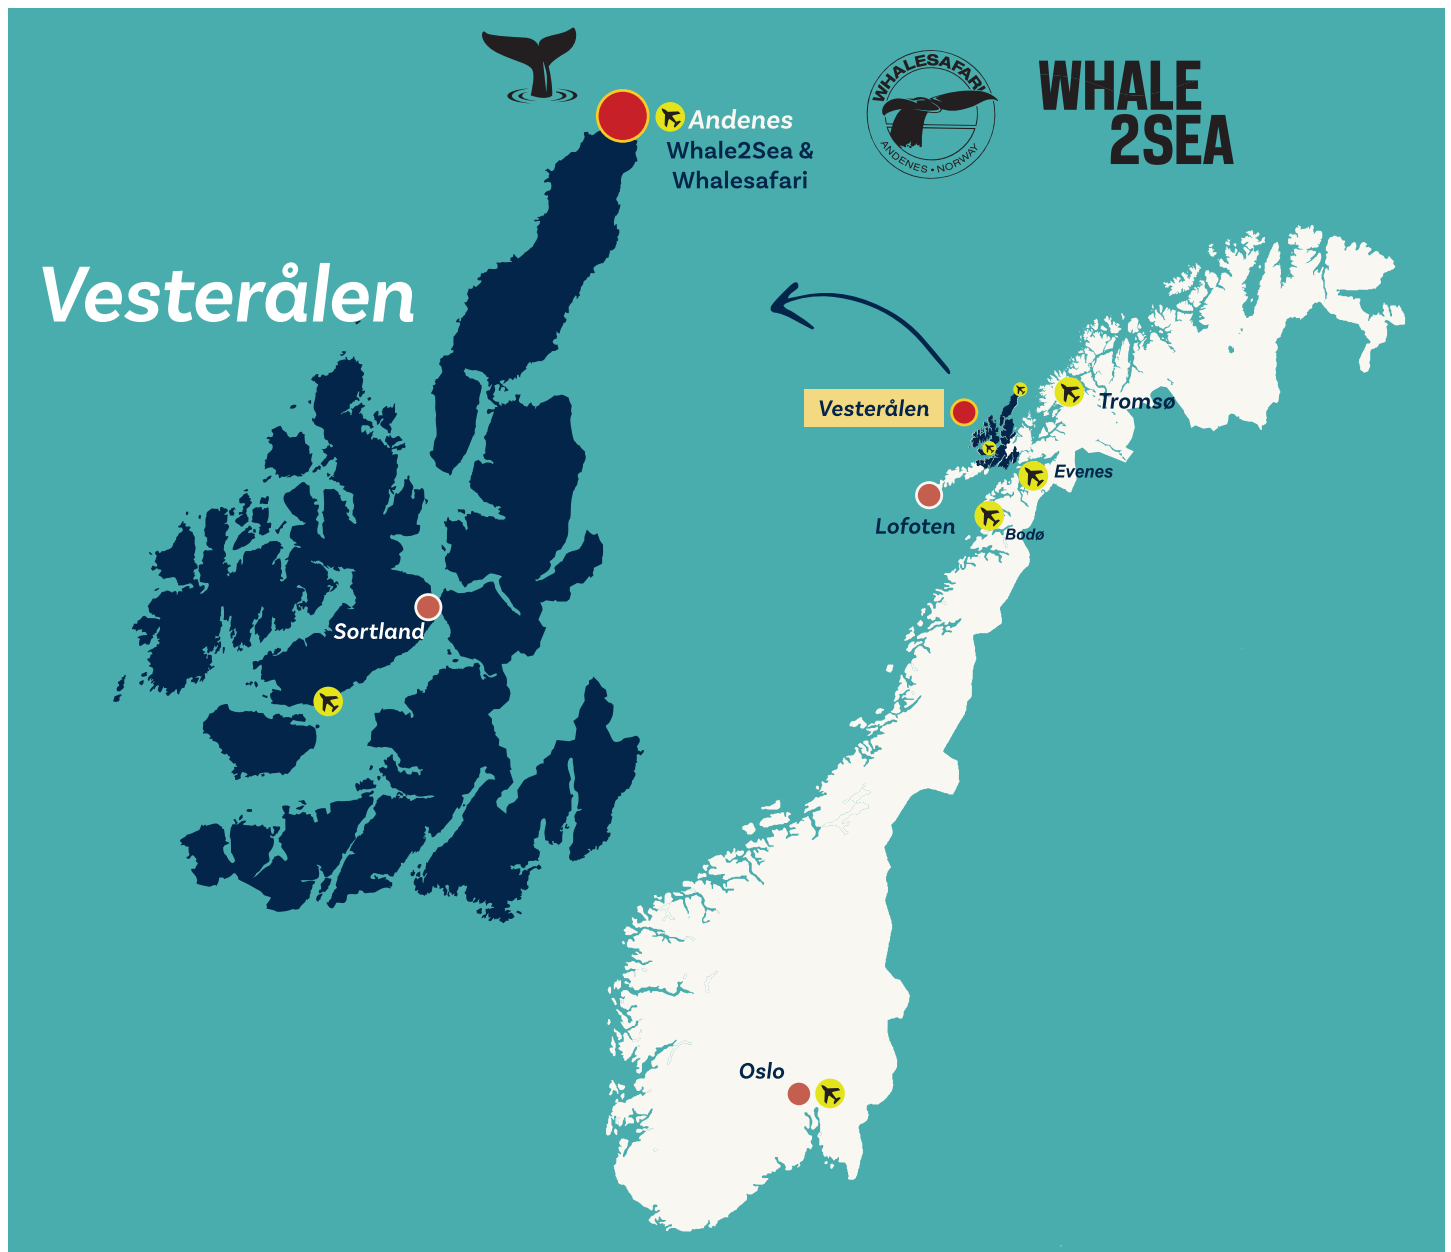 Andenes
Whale2Sea &
Whalesafari
WHALESAFARI
ANDENES • NORWAY
WHALE
2SEA
Vesterålen
Vesterålen
Tromsø
Evenes
Lofoten
Bodø
Sortland
Oslo